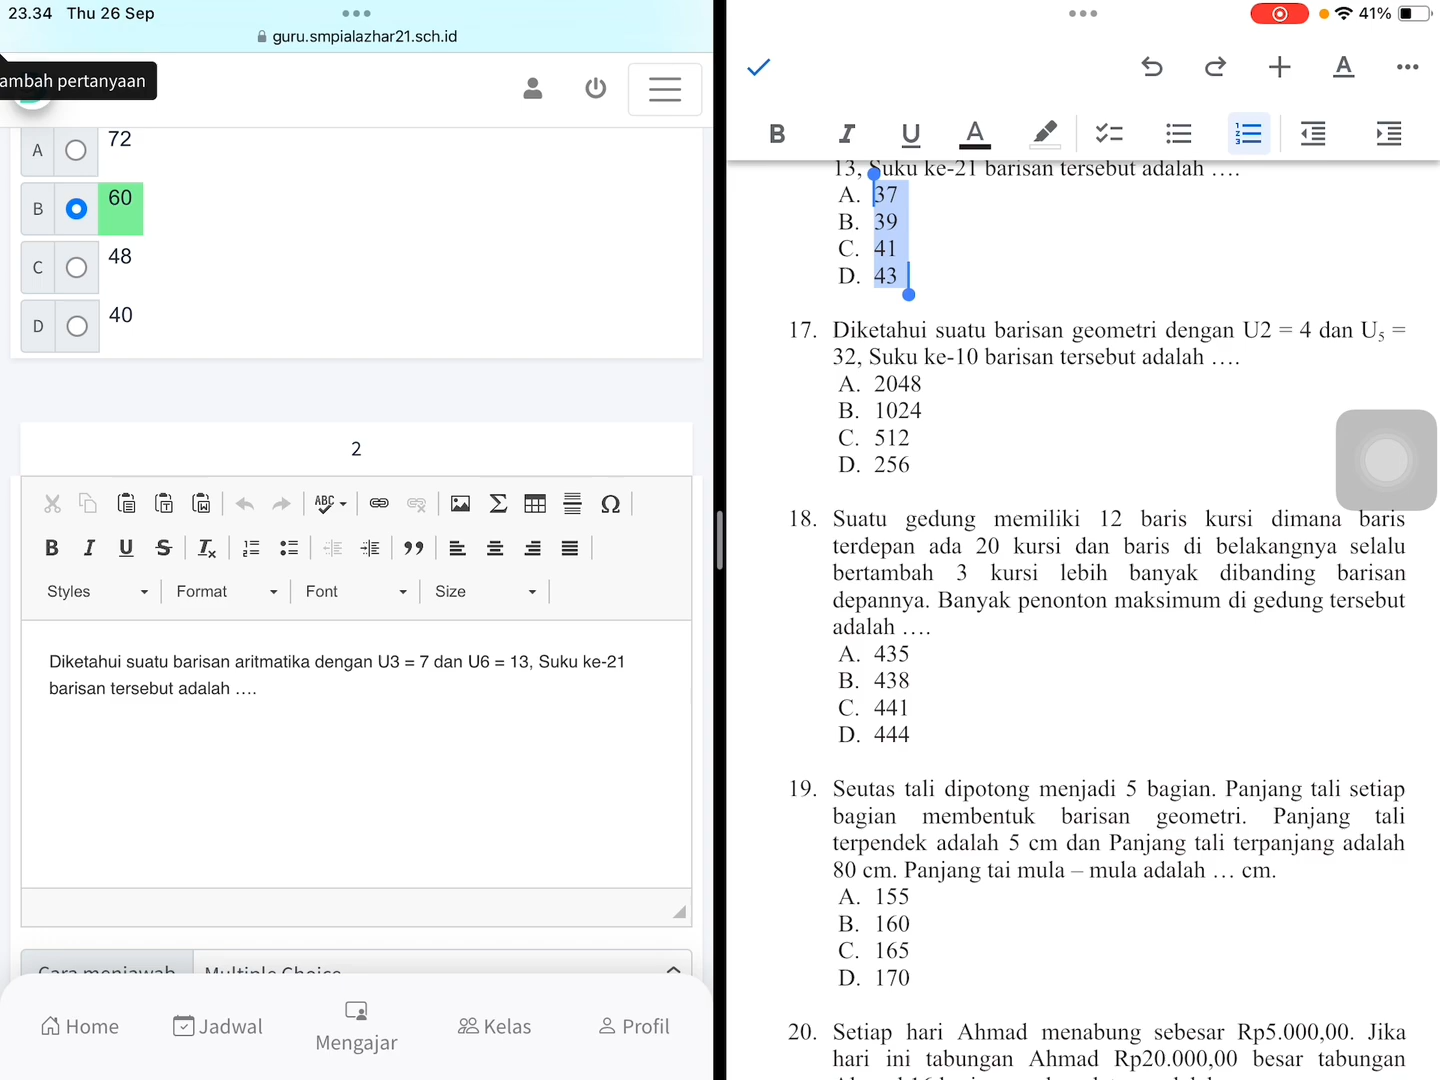 23.34 Thu 26 Sep
guru.smpialazhar21.sch.id
ambah pertanyaan
A 72
B 60
C 48
D 40
2
ABC
Styles Format Font Size
Diketahui suatu barisan aritmatika dengan U3 = 7 dan U6 = 13, Suku ke-21
barisan tersebut adalah ….
Cara menjawab Multiple Choice
Home Jadwal Mengajar Kelas Profil
41%
13, Suku ke-21 barisan tersebut adalah ….
A. 37
B. 39
C. 41
D. 43
17. Diketahui suatu barisan geometri dengan U2 = 4 dan U₅ =
32, Suku ke-10 barisan tersebut adalah ….
A. 2048
B. 1024
C. 512
D. 256
18. Suatu gedung memiliki 12 baris kursi dimana baris
terdepan ada 20 kursi dan baris di belakangnya selalu
bertambah 3 kursi lebih banyak dibanding barisan
depannya. Banyak penonton maksimum di gedung tersebut
adalah ….
A. 435
B. 438
C. 441
D. 444
19. Seutas tali dipotong menjadi 5 bagian. Panjang tali setiap
bagian membentuk barisan geometri. Panjang tali
terpendek adalah 5 cm dan Panjang tali terpanjang adalah
80 cm. Panjang tai mula – mula adalah … cm.
A. 155
B. 160
C. 165
D. 170
20. Setiap hari Ahmad menabung sebesar Rp5.000,00. Jika
hari ini tabungan Ahmad Rp20.000,00 besar tabungan